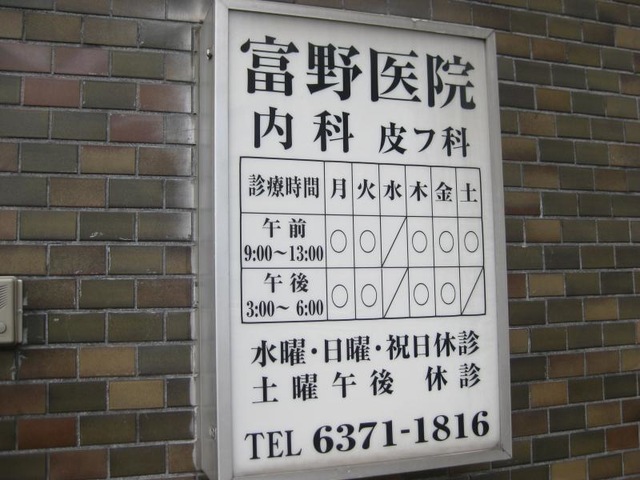 富野医院
内科 皮フ科
診療時間 月 火 水 木 金 土
午前 9:00〜13:00 ○ ○ ╱ ○ ○ ○
午後 3:00〜 6:00 ○ ○ ╱ ○ ○ ╱
水曜・日曜・祝日休診
土曜午後 休診
TEL 6371-1816